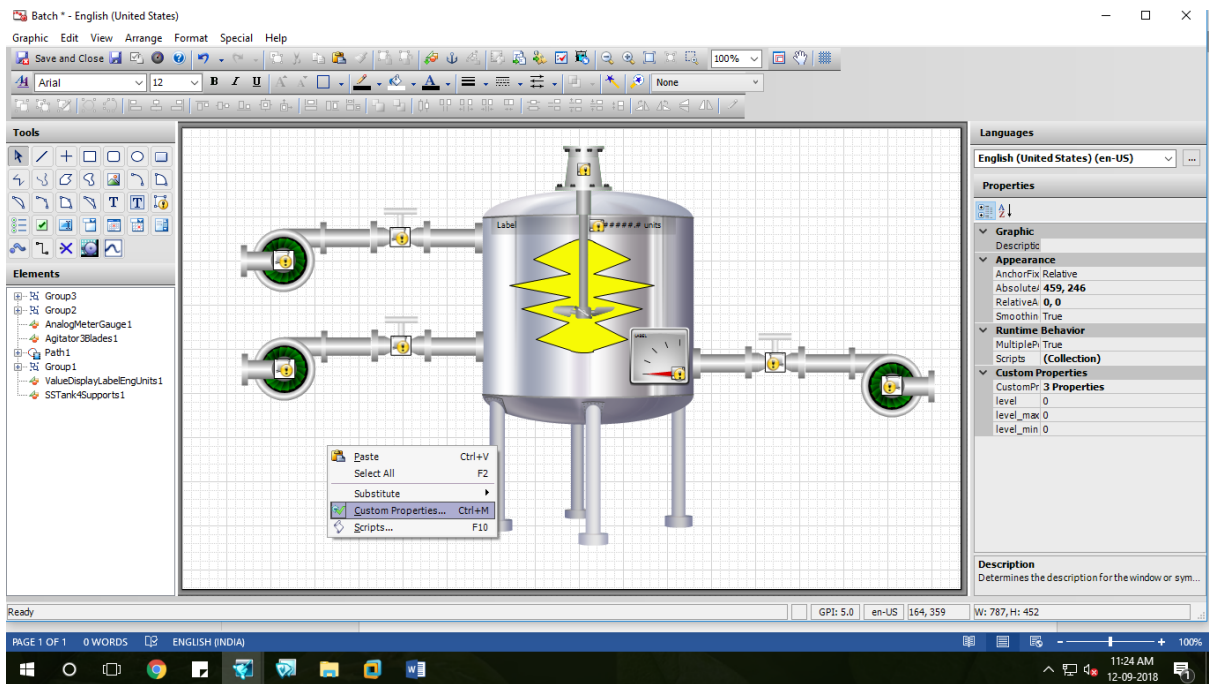 Batch * - English (United States)
Graphic Edit View Arrange Format Special Help
Save and Close 100%
Arial 12 B I U A None
Tools
T T
Elements
Group3
Group2
AnalogMeterGauge1
Agitator3Blades1
Path1
Group1
ValueDisplayLabelEngUnits1
SSTank4Supports1
Label #####.# units
LABEL
Paste Ctrl+V
Select All F2
Substitute
Custom Properties... Ctrl+M
Scripts... F10
Languages
English (United States) (en-US) ...
Properties
Graphic
Descriptic
Appearance
AnchorFix Relative
Absolute/ 459, 246
RelativeA 0, 0
Smoothin True
Runtime Behavior
MultiplePi True
Scripts (Collection)
Custom Properties
CustomPr 3 Properties
level 0
level_max 0
level_min 0
Description
Determines the description for the window or sym...
Ready GPI: 5.0 en-US 164, 359 W: 787, H: 452
PAGE 1 OF 1 0 WORDS ENGLISH (INDIA) 100%
11:24 AM
12-09-2018